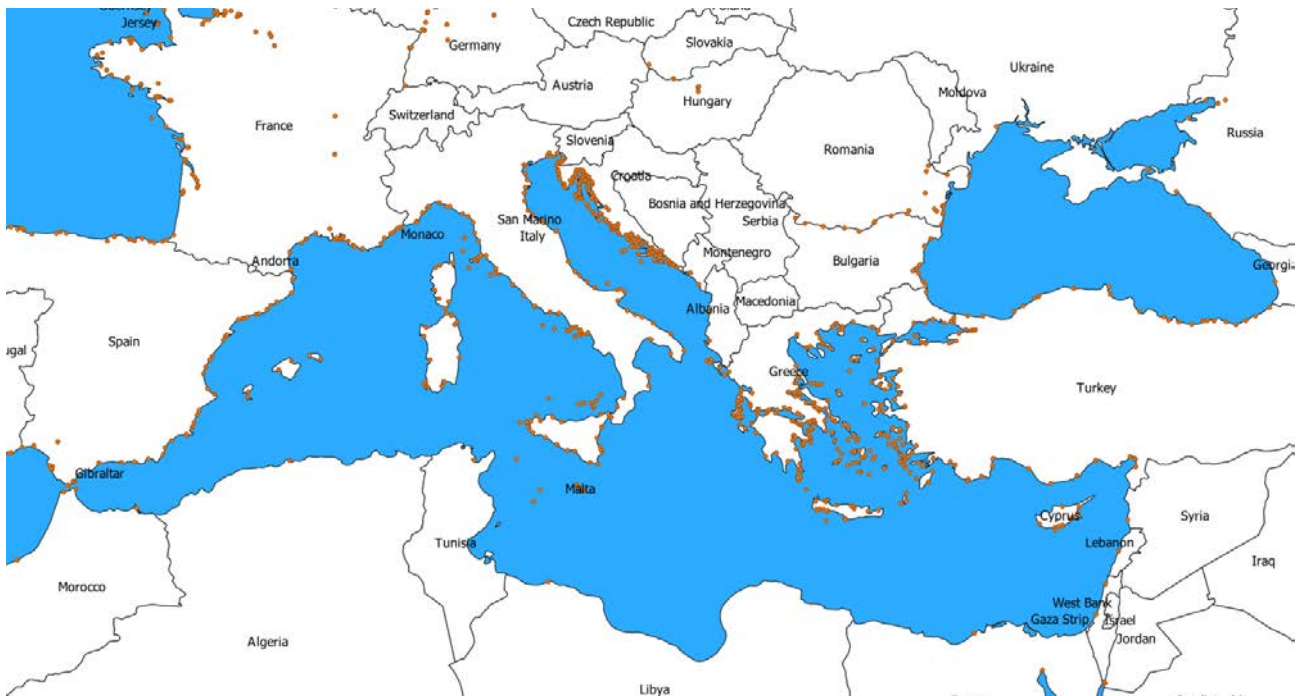 Jersey
Czech Republic
Germany
Slovakia
Ukraine
Austria
Moldova
Switzerland
Hungary
France
Slovenia
Romania
Russia
Croatia
San Marino
Bosnia and Herzegovina
Serbia
Italy
Monaco
Montenegro
Andorra
Bulgaria
Macedonia
Albania
Spain
Greece
Turkey
Gibraltar
Malta
Cyprus
Syria
Tunisia
Lebanon
Iraq
Morocco
West Bank
Gaza Strip
Israel
Jordan
Algeria
Libya